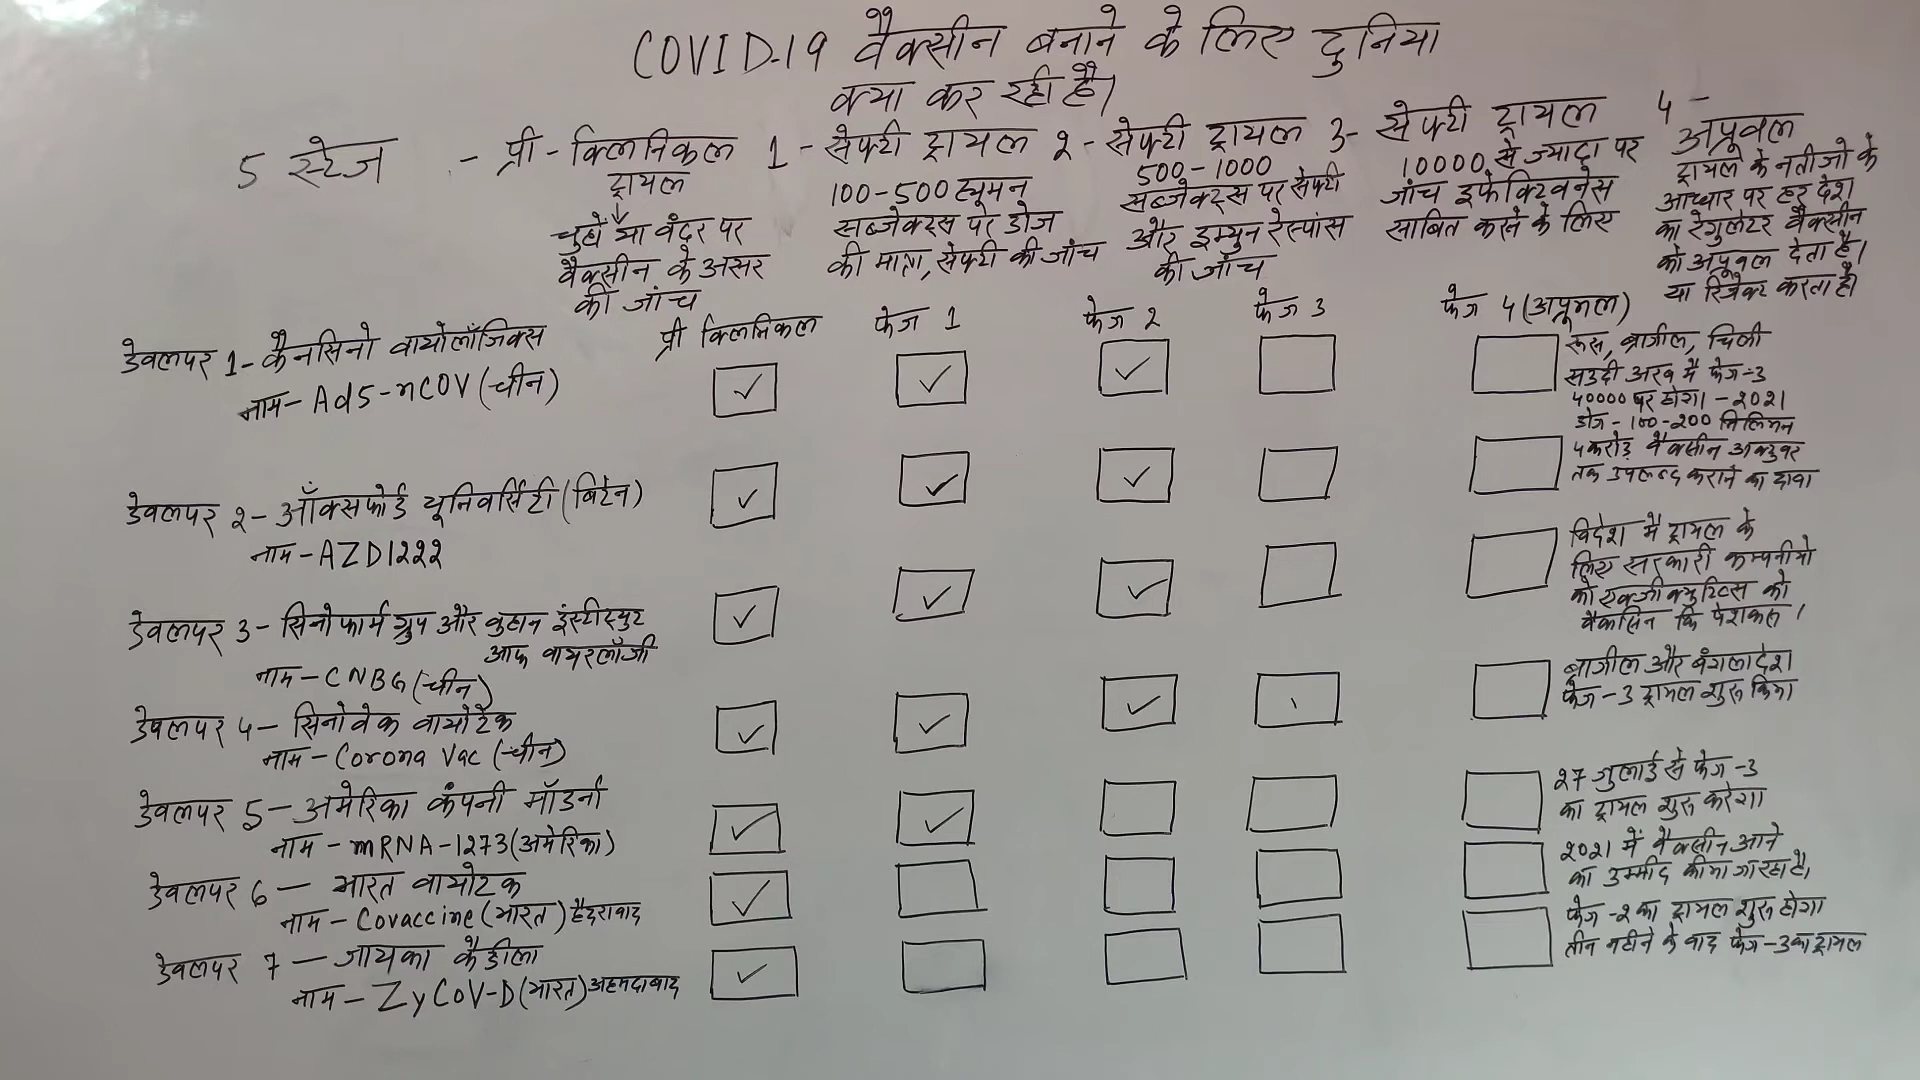 COVID-19 वैक्सीन बनाने के लिए दुनिया
क्या कर रही है।
5 स्टेज - प्री-क्लिनिकल
ट्रायल
चुहों या बंदर पर
वैक्सीन के असर
की जांच
1- सेफ्टी ट्रायल
100-500 ह्यूमन
सब्जेक्ट्स पर डोज
की मात्रा, सेफ्टी की जांच
2- सेफ्टी ट्रायल
500-1000
सब्जेक्ट्स पर सेफ्टी
और इम्युन रेस्पांस
की जाँच
3- सेफ्टी ट्रायल
10000 से ज्यादा पर
जांच इफेक्टिवनेस
साबित करने के लिए
4-
अप्रूवल
ट्रायल के नतीजो के
आधार पर हर देश
का रेगुलेटर वैक्सीन
को अप्रूवल देता है।
या रिजेक्ट करता है।
प्री क्लिनिकल फेज 1 फेज 2 फेज 3 फेज 4 (अप्रूवल)
डेवलपर 1- कैनसिनो वायोलॉजिक्स
नाम- Ad5-nCOV (चीन)
रूस, ब्राजील, चिली
सउदी अरब में फेज-3
40000 पर होगा - 2021
डोज - 100-200 मिलियन
डेवलपर 2- ऑक्सफोर्ड यूनिवर्सिटी (ब्रिटेन)
नाम- AZD1222
4 करोड़ वैक्सीन अक्टुबर
तक उपलब्द कराने का दावा
डेवलपर 3- सिनोफार्म ग्रुप और वुहान इंस्टीट्युट
आफ वायरलॉजी
नाम- CNBG (चीन)
विदेश में ट्रायल के
लिए सरकारी कम्पनीयो
को एक्जीक्युटिव्स को
वैकसिन कि पेशकल।
डेवलपर 4- सिनोवेक वायोटेक
नाम- Corona Vac (चीन)
ब्राजील और बंगलादेश
फेज-3 ट्रायल शुरू किया
डेवलपर 5- अमेरिका कंपनी मॉडर्ना
नाम- mRNA-1273 (अमेरिका)
27 जुलाई से फेज-3
का ट्रायल शुरू करेगा
डेवलपर 6- भारत वायोटेक
नाम- Covaccine (भारत) हैदरावाद
2021 में वैक्सीन आने
का उम्मीद कीया जा रहा है।
डेवलपर 7- जायका कैडीला
नाम- ZyCoV-D (भारत) अहमदावाद
फेज-2 का ट्रायल शुरू होगा
तीन महीने के वाद फेज-3 का ट्रायल